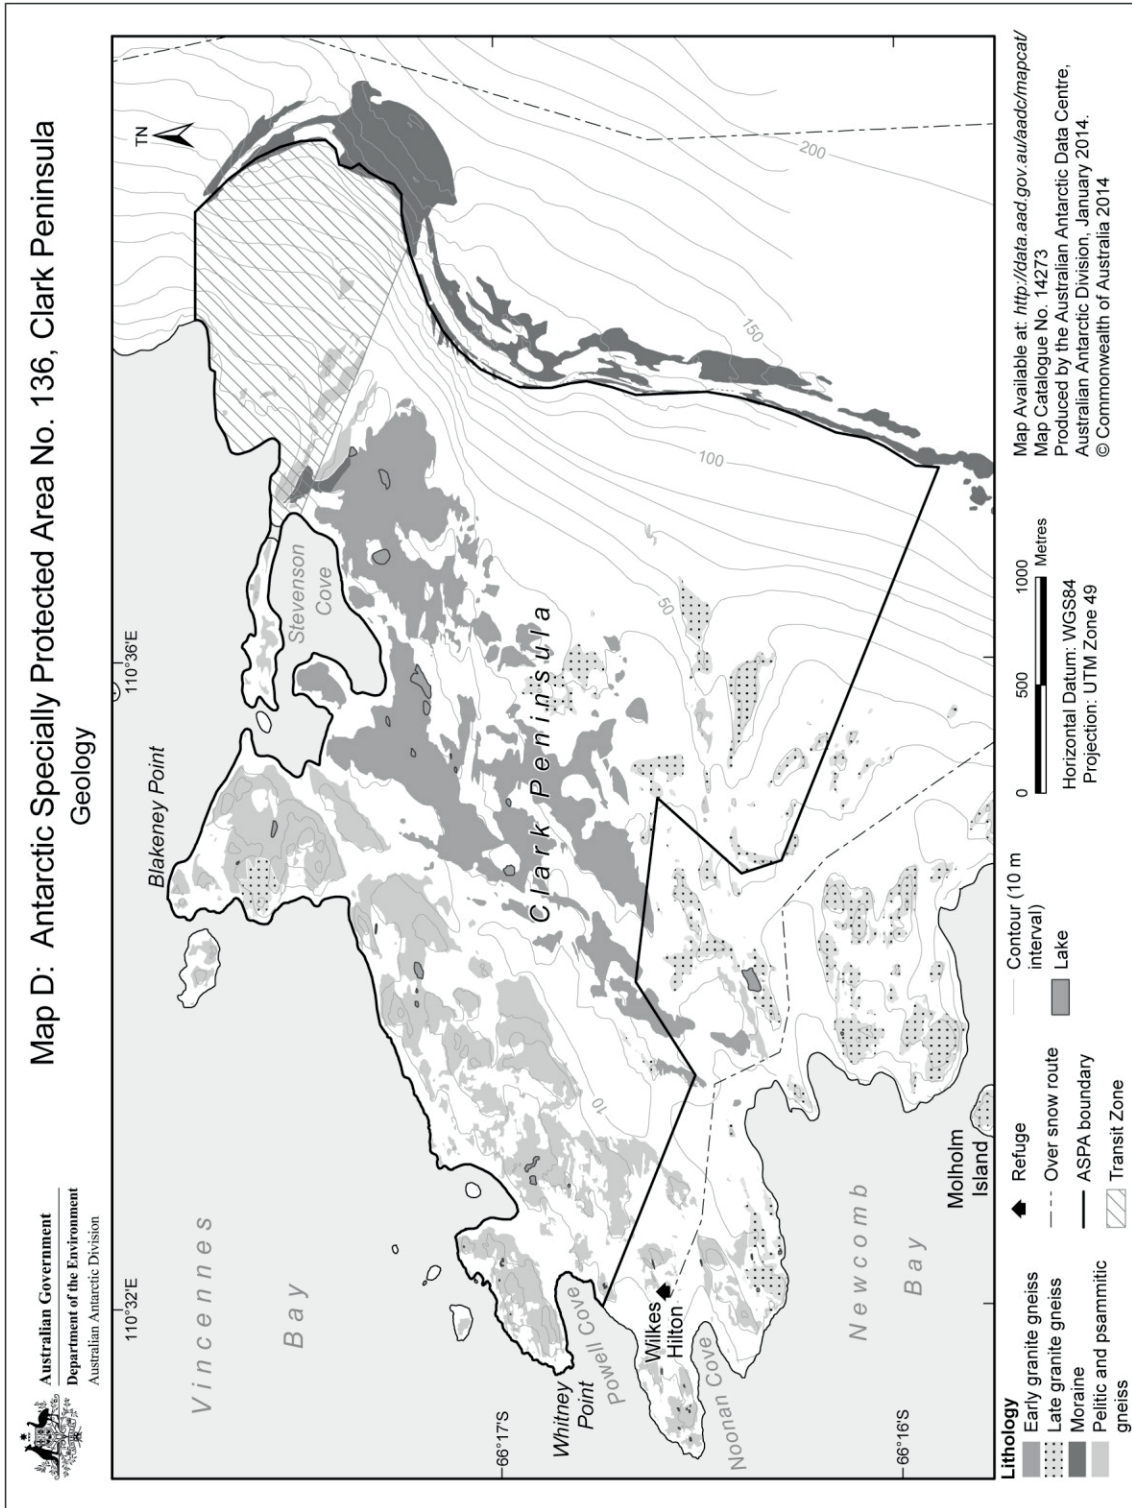 Australian Government
Department of the Environment
Australian Antarctic Division
Map D: Antarctic Specially Protected Area No. 136, Clark Peninsula
Geology
110°32'E
110°36'E
TN
Vincennes
Bay
Blakeney Point
Stevenson
Cove
Clark Peninsula
Whitney
Point
Powell Cove
Wilkes
Hilton
Noonan Cove
Newcomb
Bay
Molholm
Island
66°17'S
66°16'S
10
50
100
150
200
Lithology
Early granite gneiss
Late granite gneiss
Moraine
Pelitic and psammitic
gneiss
Refuge
Over snow route
ASPA boundary
Transit Zone
Contour (10 m
interval)
Lake
0 500 1000
Metres
Horizontal Datum: WGS84
Projection: UTM Zone 49
Map Available at: http://data.aad.gov.au/aadc/mapcat/
Map Catalogue No. 14273
Produced by the Australian Antarctic Data Centre,
Australian Antarctic Division, January 2014.
© Commonwealth of Australia 2014